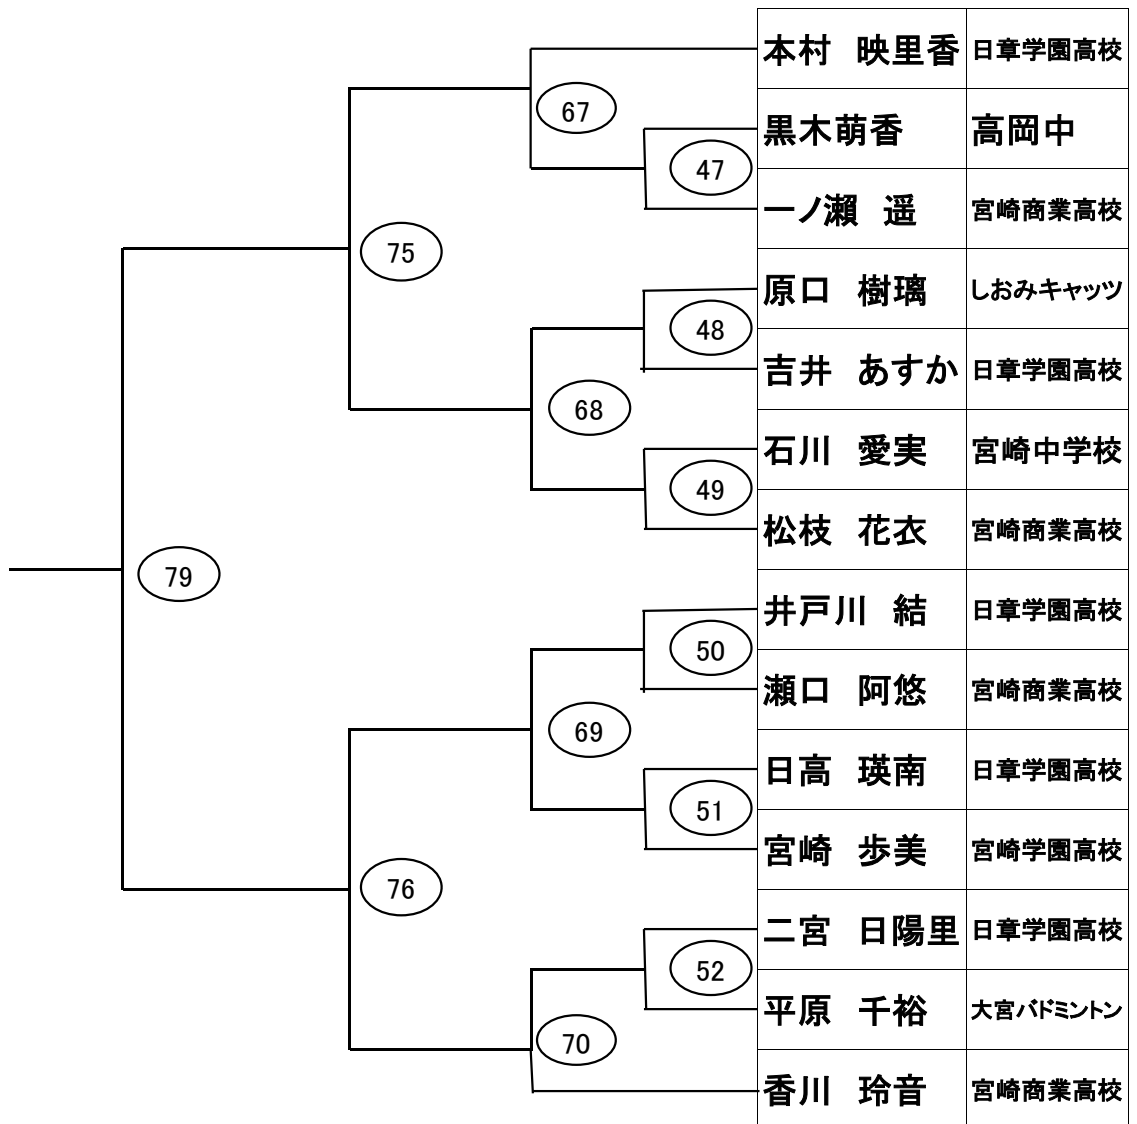 本村　映里香 日章学園高校
67
黒木萌香 高岡中
47
一ノ瀬　遥 宮崎商業高校
75
原口　樹璃 しおみキャッツ
48
吉井　あすか 日章学園高校
68
石川　愛実 宮崎中学校
49
松枝　花衣 宮崎商業高校
79
井戸川　結 日章学園高校
50
瀬口　阿悠 宮崎商業高校
69
日高　瑛南 日章学園高校
51
宮崎　歩美 宮崎学園高校
76
二宮　日陽里 日章学園高校
52
平原　千裕 大宮バドミントン
70
香川　玲音 宮崎商業高校